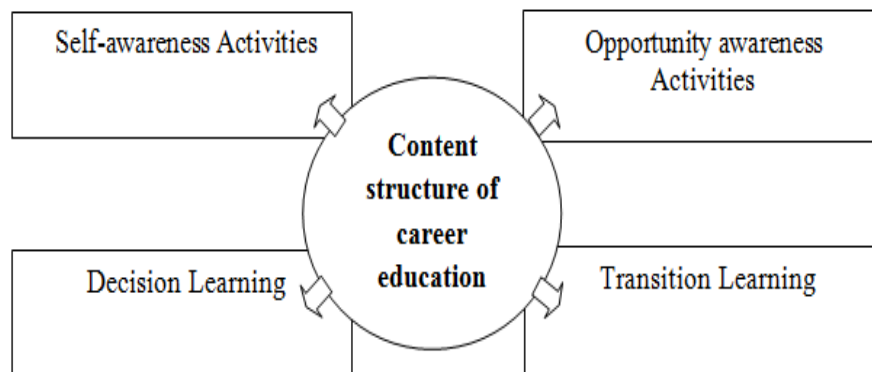 Self-awareness Activities
Opportunity awareness
Activities
Content
structure of
career
education
Decision Learning
Transition Learning